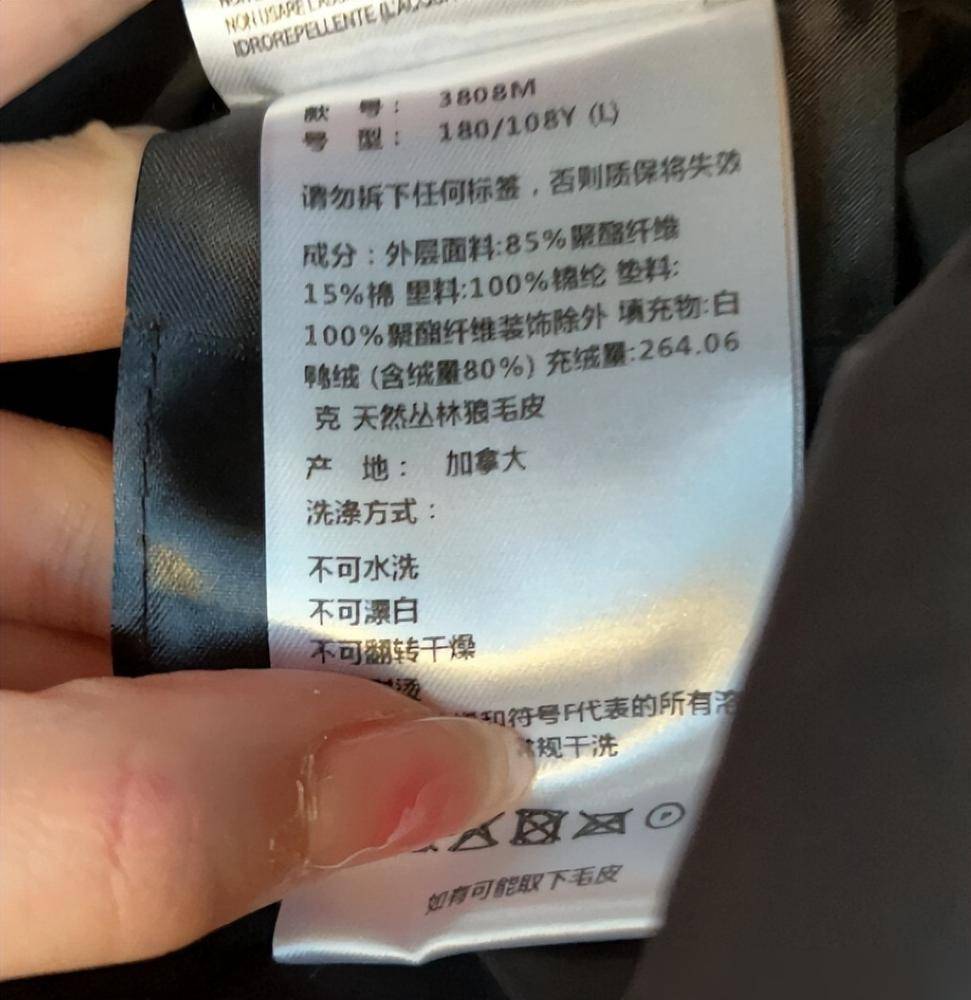 NON USARE
IDROREPELLENTE (L'ACQU
款 号： 3808M
号 型： 180/108Y (L)
请勿拆下任何标签，否则质保将失效
成分：外层面料:85%聚酯纤维
15%棉 里料:100%锦纶 垫料:
100%聚酯纤维装饰除外 填充物:白
鸭绒 (含绒量80%) 充绒量:264.06
克 天然丛林狼毛皮
产 地： 加拿大
洗涤方式：
不可水洗
不可漂白
不可翻转干燥
烫
和符号F代表的所有溶
常规干洗
P
如有可能取下毛皮